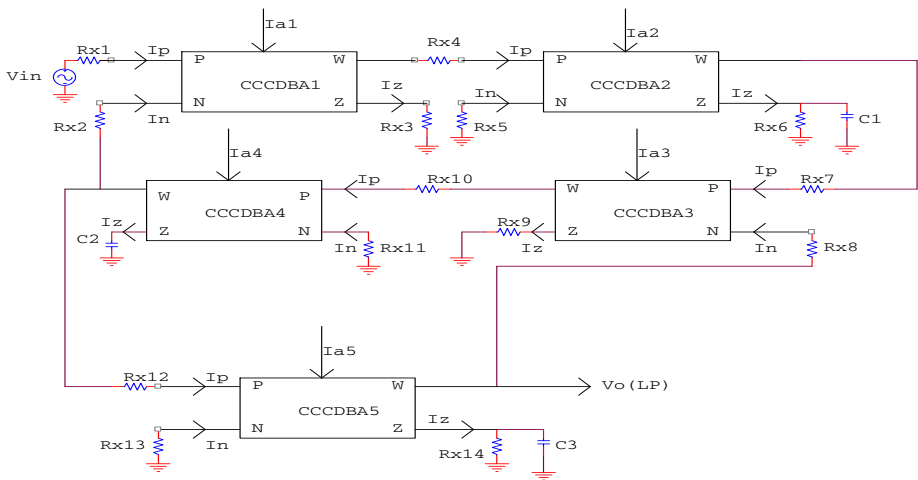 Ia1 Ia2
Rx1 Ip P W Rx4 Ip P W
Vin CCCDBA1 Iz CCCDBA2 Iz
N Z In N Z
Rx2 In Rx3 Rx5 Rx6 C1
Ia4 Ia3
Ip Rx10 Ip Rx7
W P W P
Iz CCCDBA4 Rx9 CCCDBA3
C2 Z N In Rx11 Iz Z N In Rx8
Ia5
Rx12 Ip P W Vo(LP)
CCCDBA5 Iz
Rx13 In N Z Rx14 C3